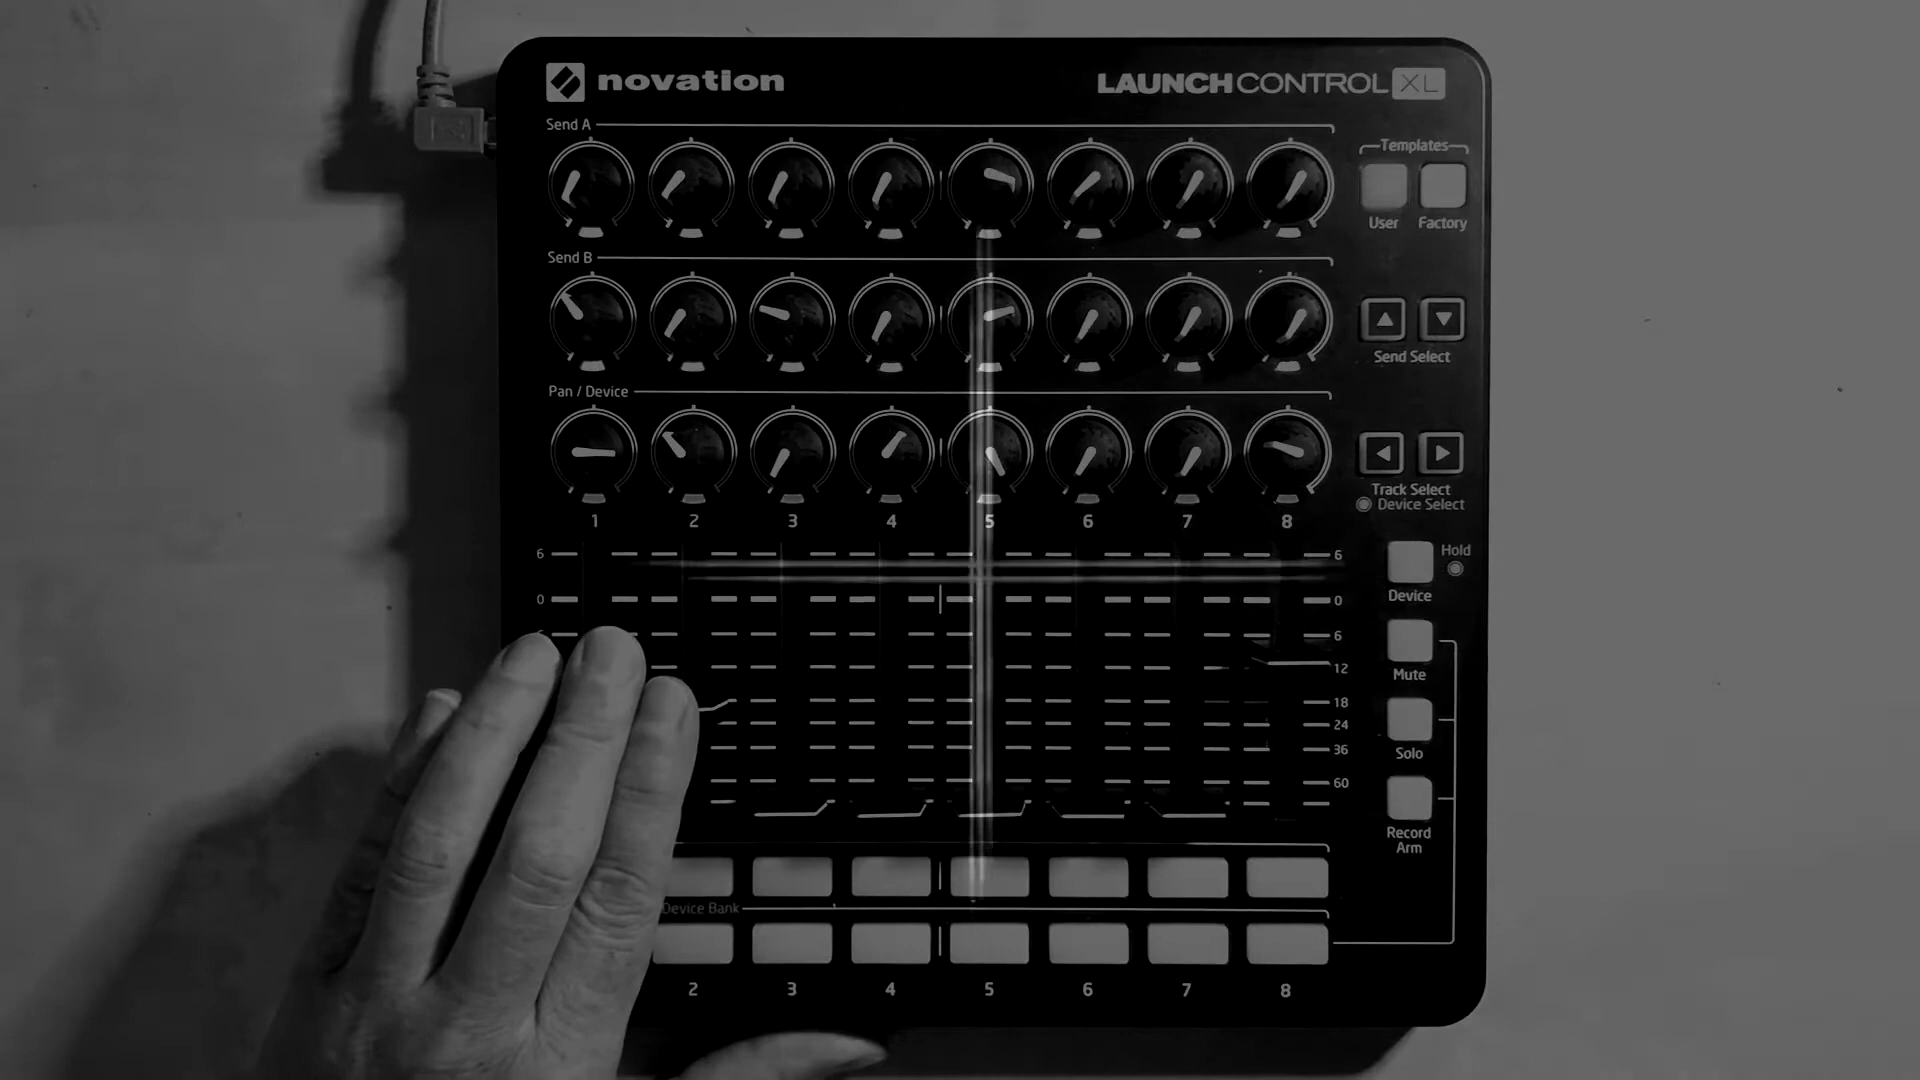 novation
LAUNCHCONTROL XL
Send A
Templates
User Factory
Send B
Send Select
Pan / Device
Track Select
Device Select
1 2 3 4 5 6 7 8
6 6
Hold
0 0
Device
6
12
Mute
18
24
36
Solo
60
Record
Arm
Device Bank
2 3 4 5 6 7 8